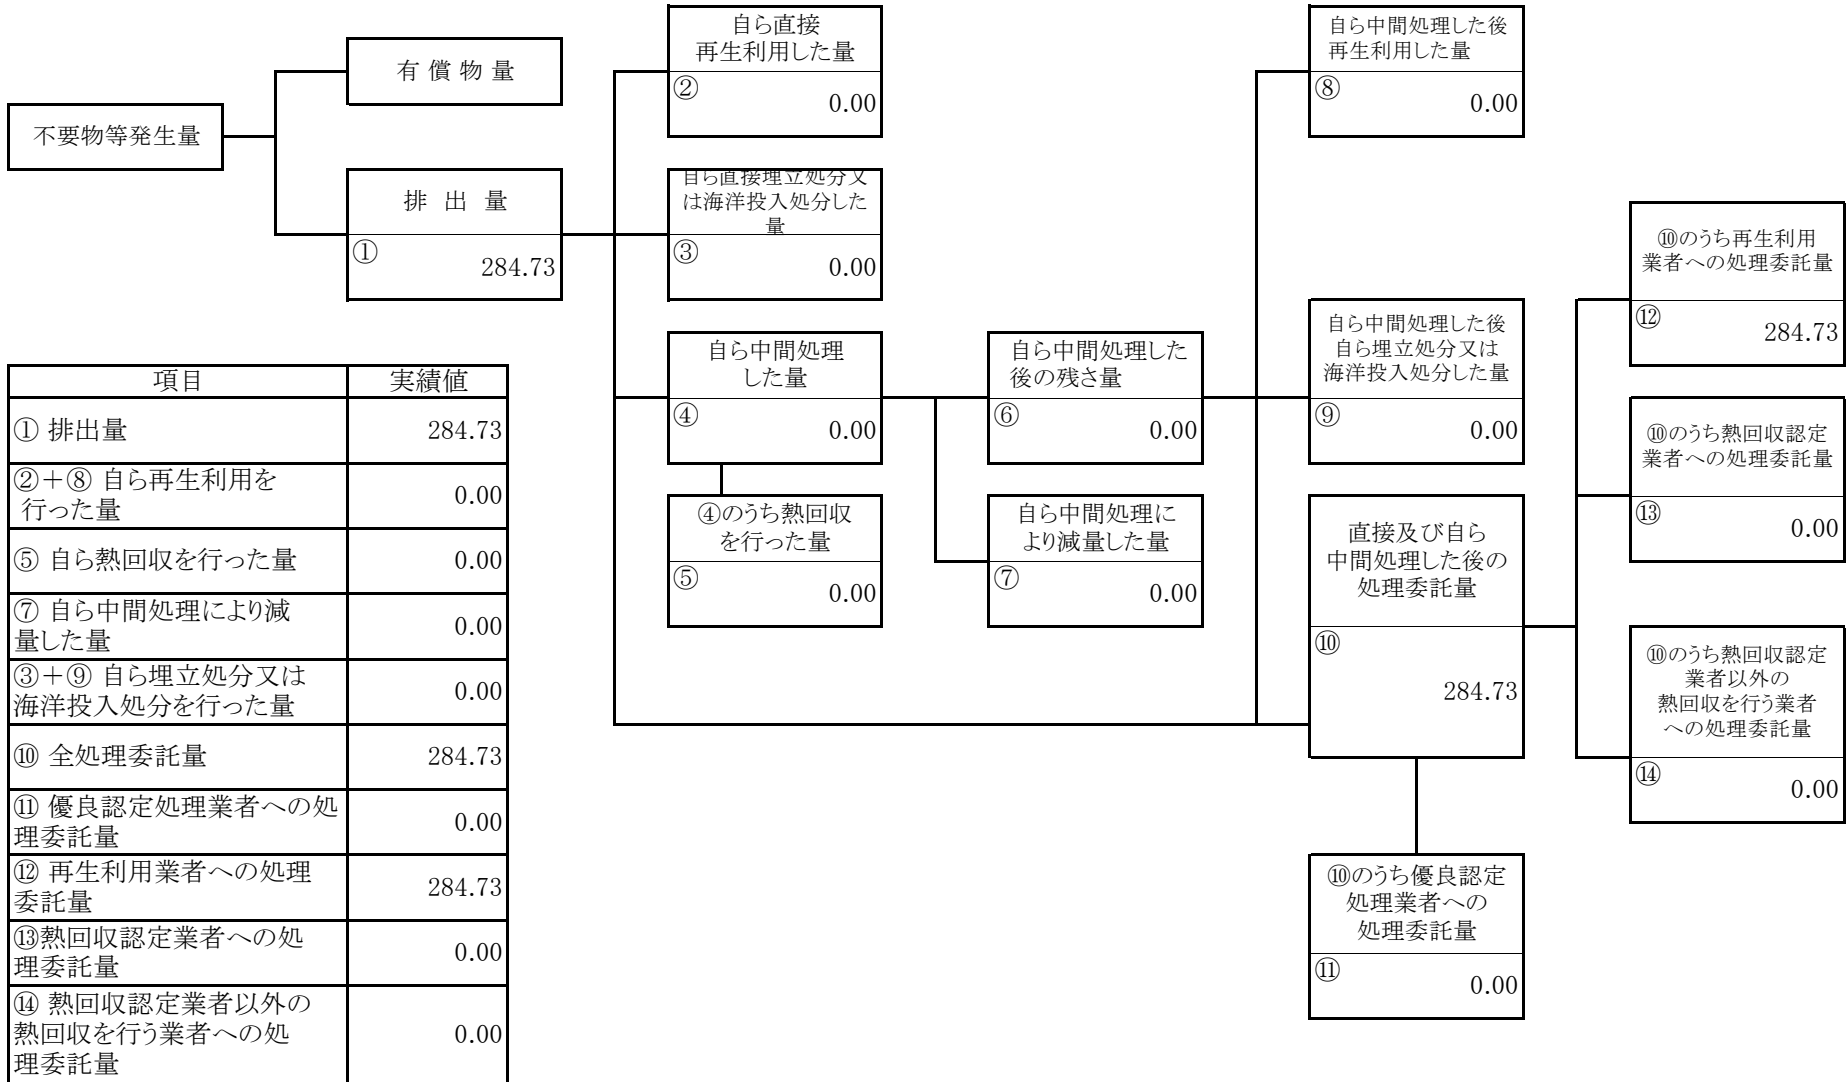 不要物等発生量
有 償 物 量
排 出 量
①
284.73
自ら直接
再生利用した量
②
0.00
自ら直接埋立処分又
は海洋投入処分した
量
③
0.00
自ら中間処理
した量
④
0.00
④のうち熱回収
を行った量
⑤
0.00
自ら中間処理した
後の残さ量
⑥
0.00
自ら中間処理に
より減量した量
⑦
0.00
自ら中間処理した後
再生利用した量
⑧
0.00
自ら中間処理した後
自ら埋立処分又は
海洋投入処分した量
⑨
0.00
直接及び自ら
中間処理した後の
処理委託量
⑩
284.73
⑩のうち優良認定
処理業者への
処理委託量
⑪
0.00
⑩のうち再生利用
業者への処理委託量
⑫
284.73
⑩のうち熱回収認定
業者への処理委託量
⑬
0.00
⑩のうち熱回収認定
業者以外の
熱回収を行う業者
への処理委託量
⑭
0.00
項目 実績値
① 排出量 284.73
②+⑧ 自ら再生利用を
行った量 0.00
⑤ 自ら熱回収を行った量 0.00
⑦ 自ら中間処理により減
量した量 0.00
③+⑨ 自ら埋立処分又は
海洋投入処分を行った量 0.00
⑩ 全処理委託量 284.73
⑪ 優良認定処理業者への処
理委託量 0.00
⑫ 再生利用業者への処理
委託量 284.73
⑬熱回収認定業者への処
理委託量 0.00
⑭ 熱回収認定業者以外の
熱回収を行う業者への処
理委託量 0.00